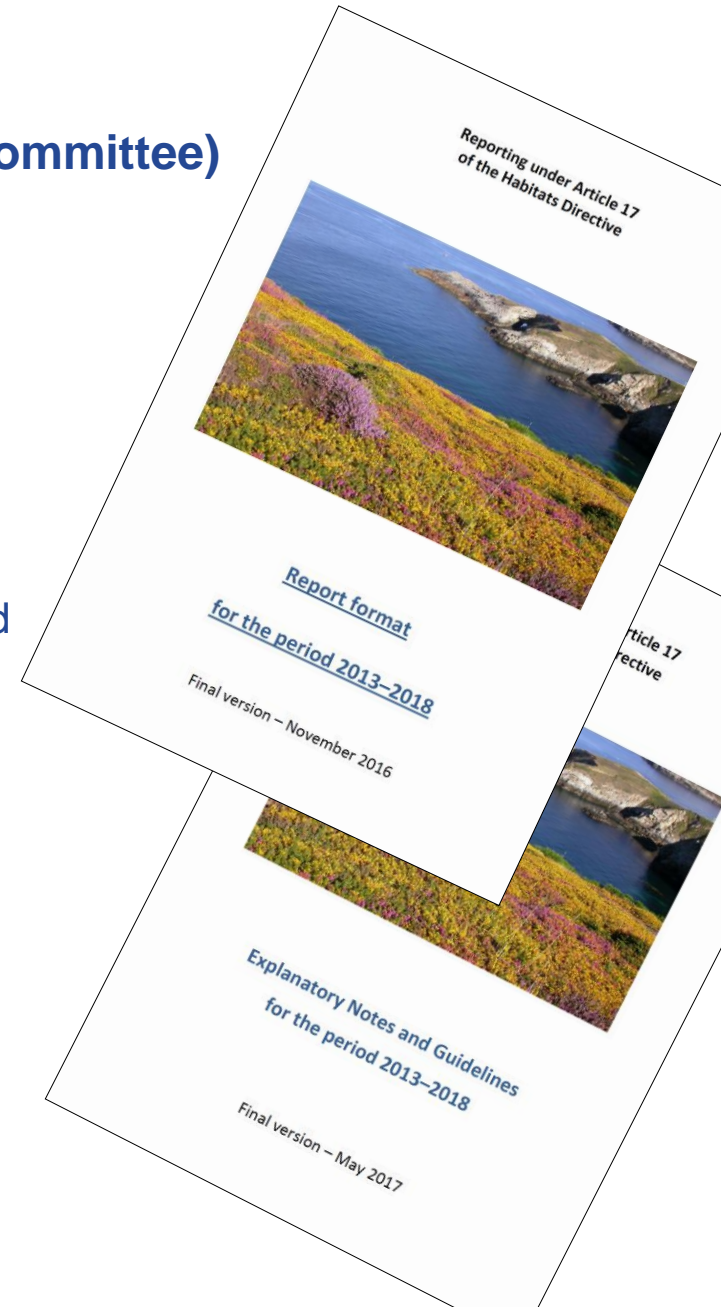 ommittee)
Reporting under Article 17
of the Habitats Directive
Report format
for the period 2013–2018
Final version – November 2016
d
rticle 17
rective
Explanatory Notes and Guidelines
for the period 2013–2018
Final version – May 2017